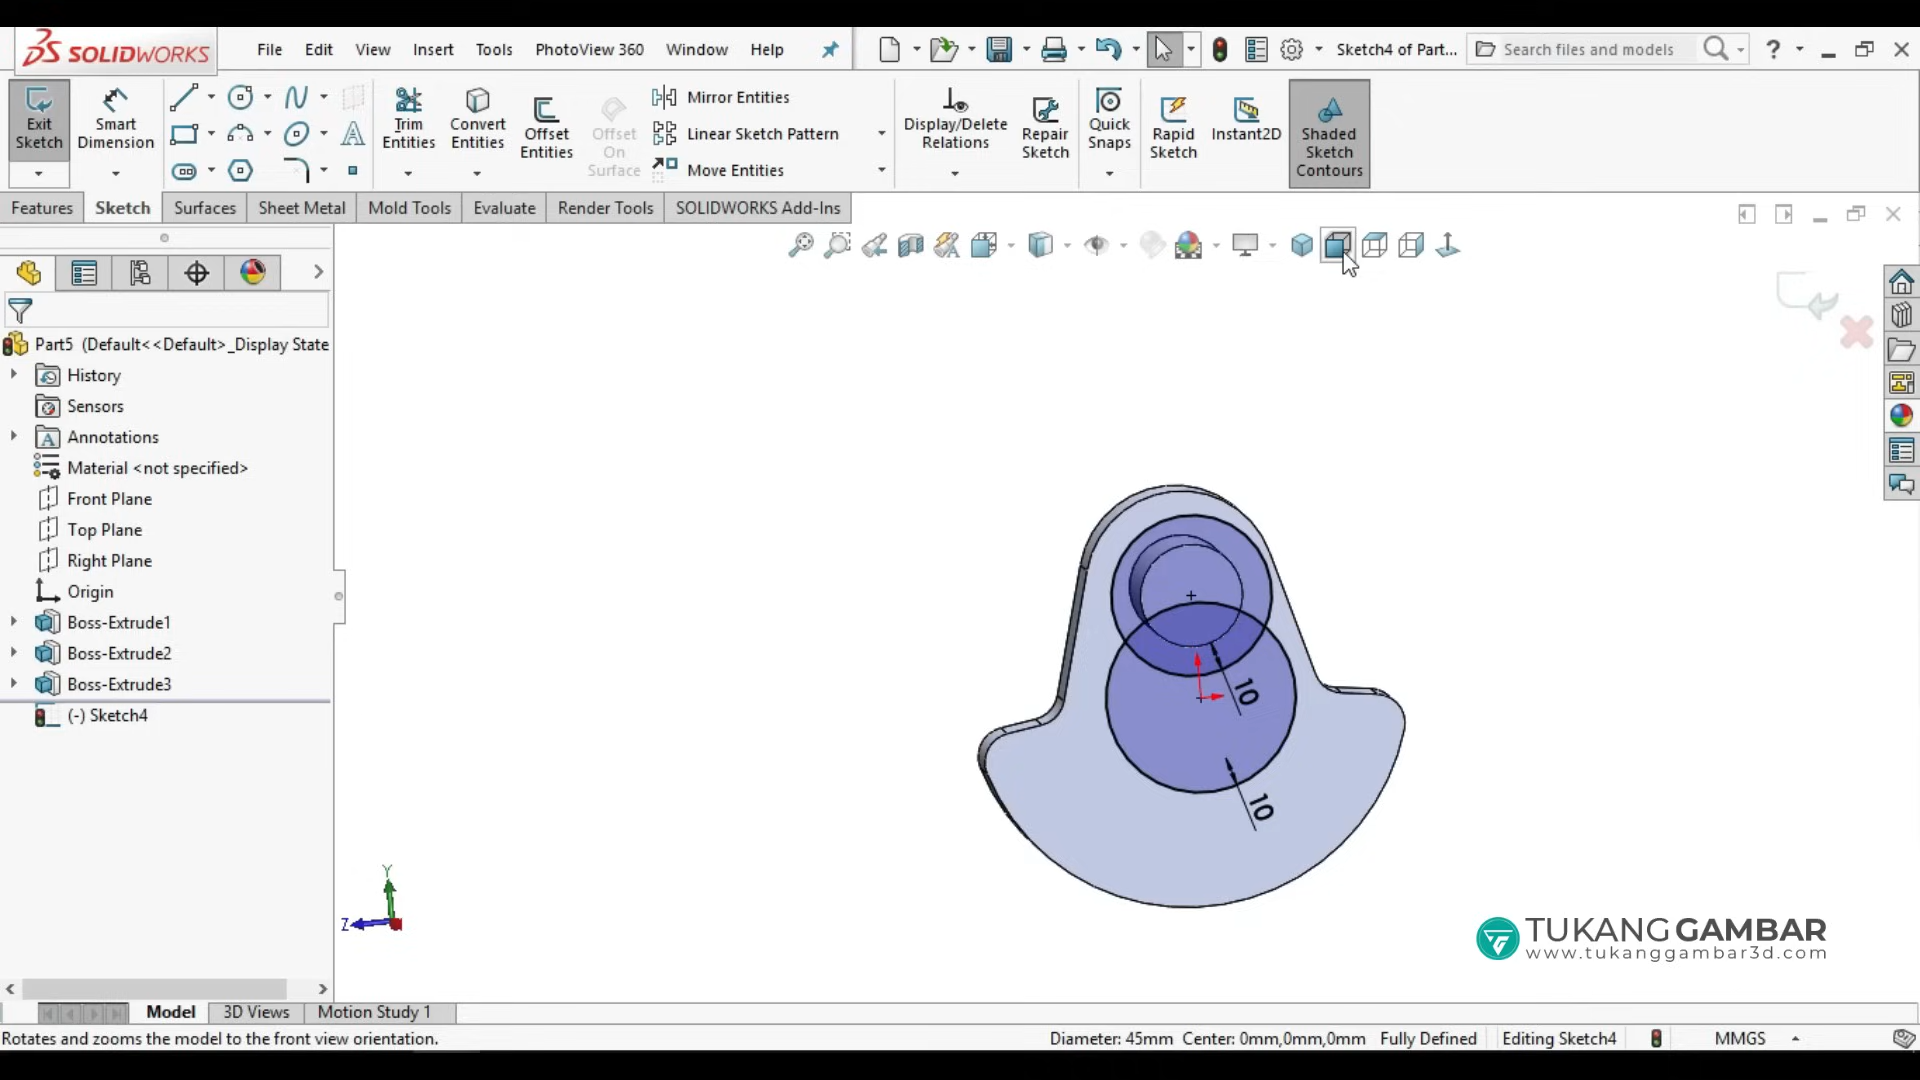 SOLIDWORKS
File Edit View Insert Tools PhotoView 360 Window Help
Sketch4 of Part...
Search files and models
?
Exit Sketch
Smart Dimension
Trim Entities
Convert Entities
Offset Entities
Offset On Surface
Mirror Entities
Linear Sketch Pattern
Move Entities
Display/Delete Relations
Repair Sketch
Quick Snaps
Rapid Sketch
Instant2D
Shaded Sketch Contours
Features Sketch Surfaces Sheet Metal Mold Tools Evaluate Render Tools SOLIDWORKS Add-Ins
Part5 (Default<<Default>_Display State
History
Sensors
Annotations
Material <not specified>
Front Plane
Top Plane
Right Plane
Origin
Boss-Extrude1
Boss-Extrude2
Boss-Extrude3
(-) Sketch4
10
10
Y
Z
TUKANGGAMBAR
www.tukanggambar3d.com
Model 3D Views Motion Study 1
Rotates and zooms the model to the front view orientation.
Diameter: 45mm Center: 0mm,0mm,0mm Fully Defined Editing Sketch4 MMGS